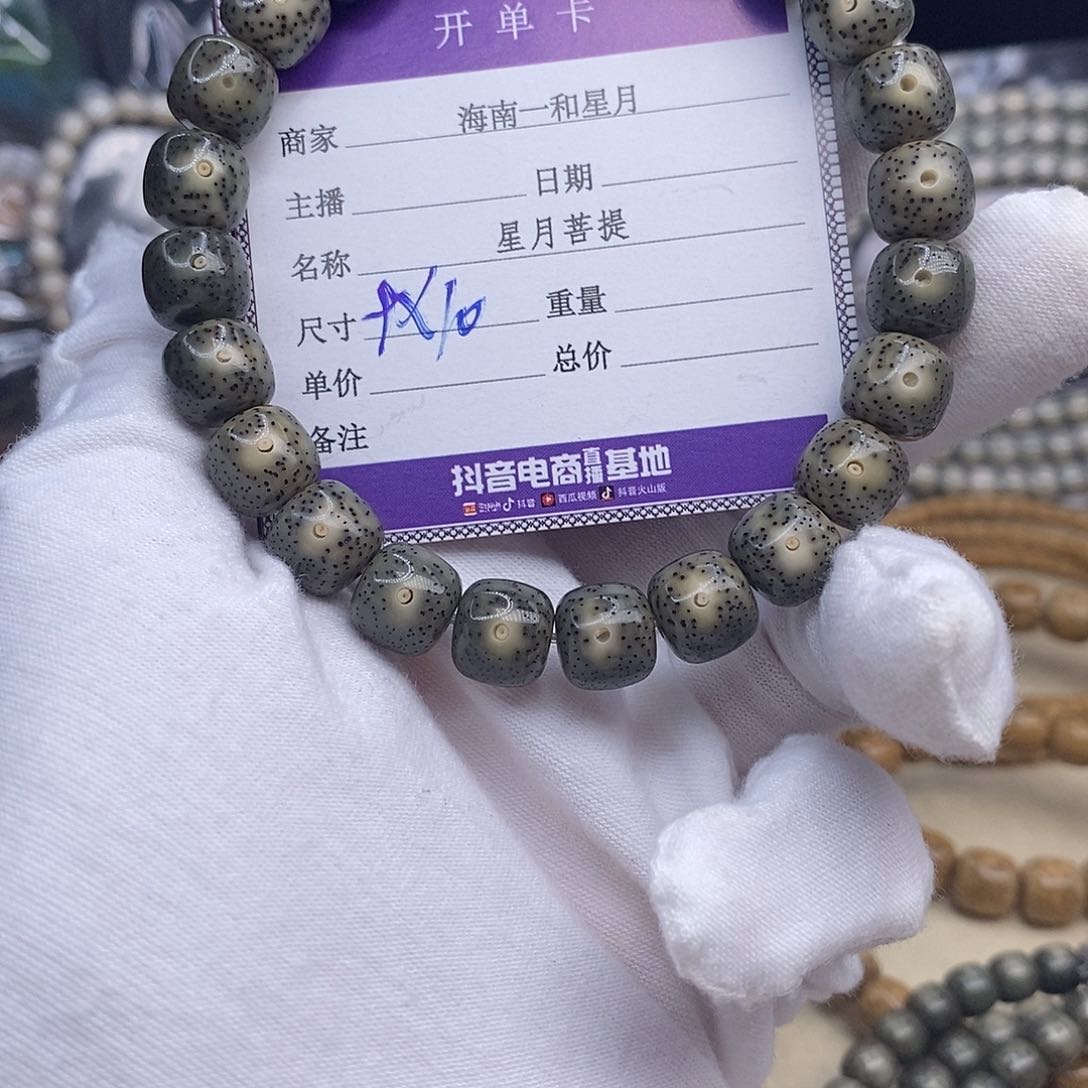 开单卡
商家 海南一和星月
主播 日期
名称 星月菩提
尺寸 重量
单价 总价
备注
抖音电商直播基地
抖音 西瓜视频 抖音火山版